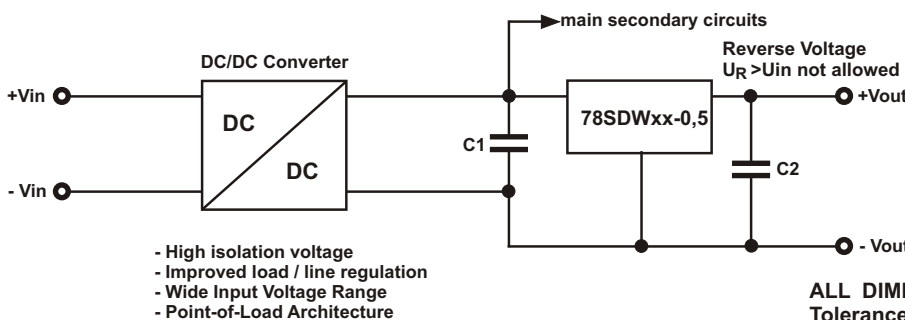 main secondary circuits
DC/DC Converter
Reverse Voltage
UR >Uin not allowed
+Vin
+Vout
DC
78SDWxx-0,5
C1
DC
C2
- Vin
- Vout
- High isolation voltage
- Improved load / line regulation
- Wide Input Voltage Range
- Point-of-Load Architecture
ALL
Tolerance